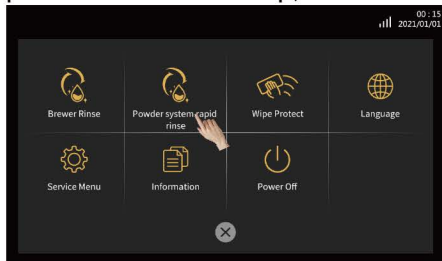 00 : 15
2021/01/01
Brewer Rinse
Powder system rapid
rinse
Wipe Protect
Language
Service Menu
Information
Power Off